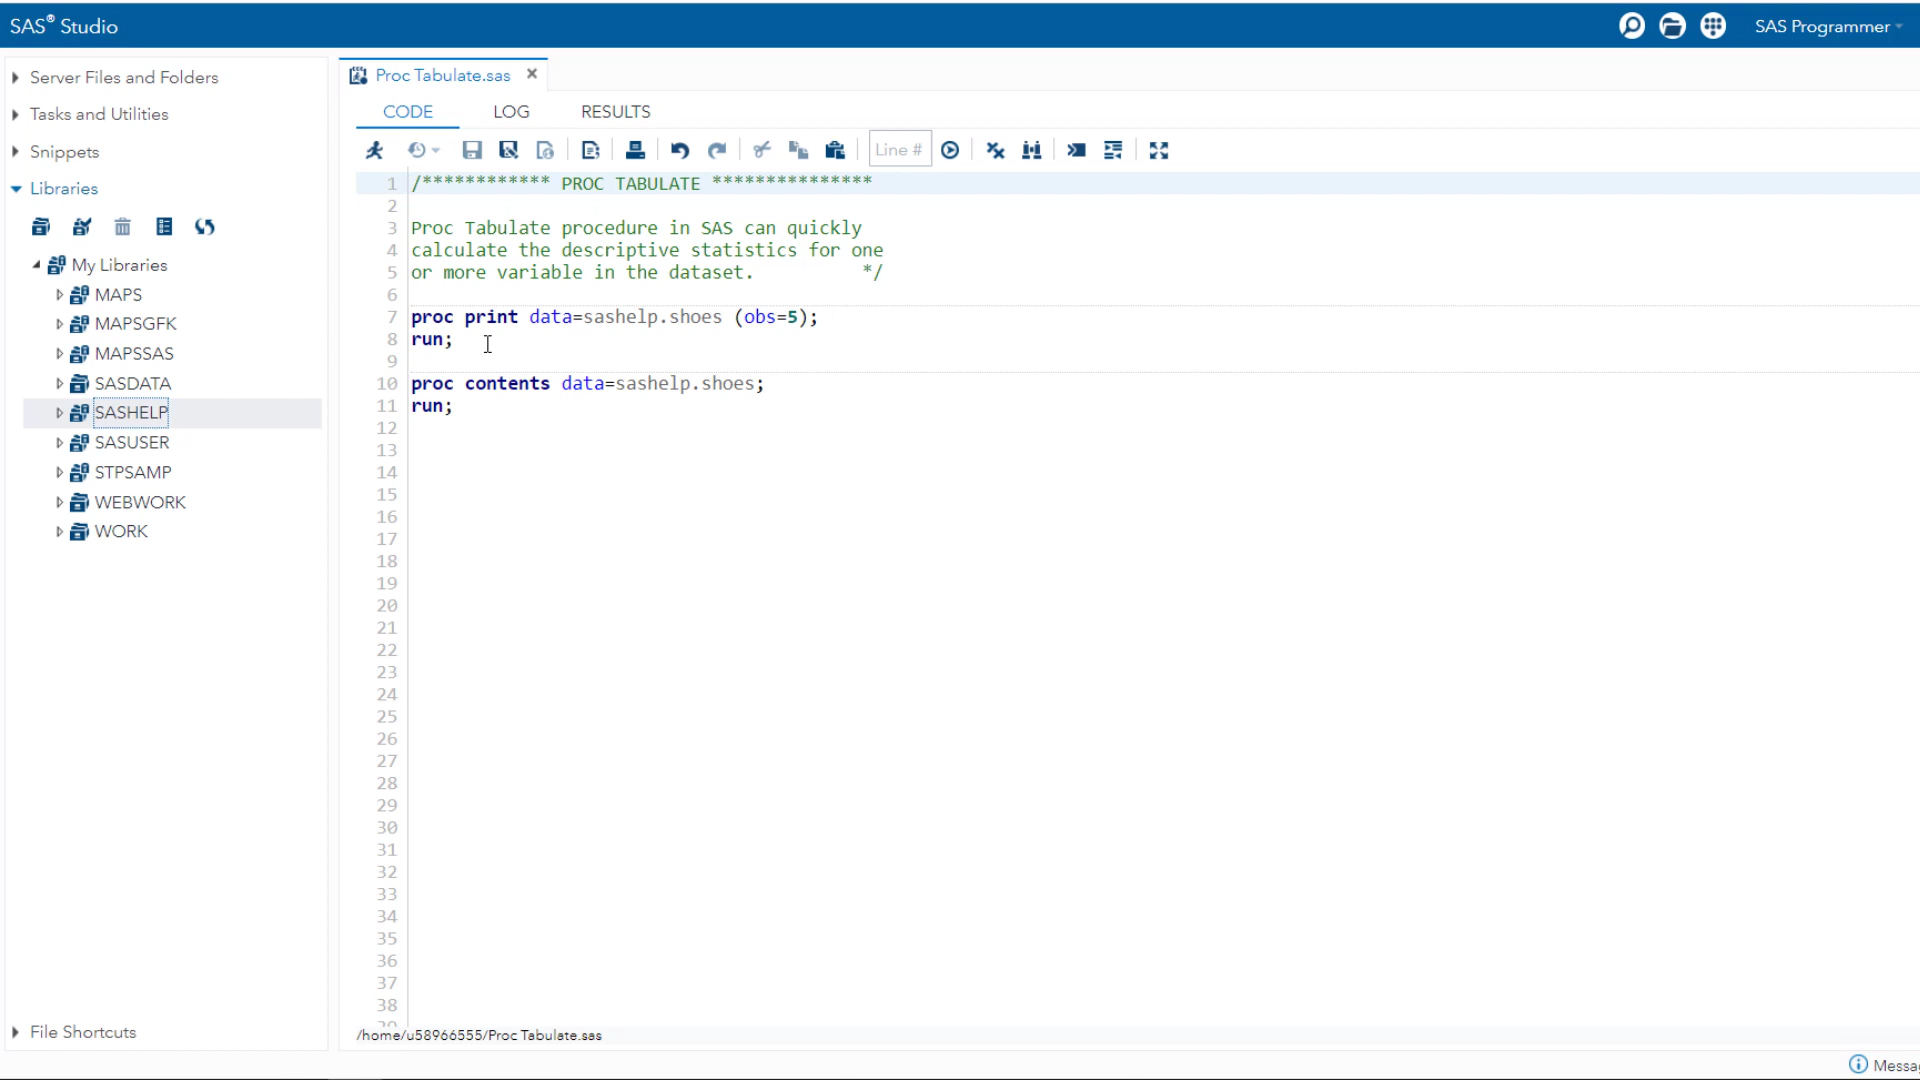 SAS® Studio
SAS Programmer
Server Files and Folders
Tasks and Utilities
Snippets
Libraries
My Libraries
MAPS
MAPSGFK
MAPSSAS
SASDATA
SASHELP
SASUSER
STPSAMP
WEBWORK
WORK
File Shortcuts
Proc Tabulate.sas
CODE LOG RESULTS
Line #
1 /************ PROC TABULATE ***************
2
3 Proc Tabulate procedure in SAS can quickly
4 calculate the descriptive statistics for one
5 or more variable in the dataset. */
6
7 proc print data=sashelp.shoes (obs=5);
8 run;
9
10 proc contents data=sashelp.shoes;
11 run;
12
13
14
15
16
17
18
19
20
21
22
23
24
25
26
27
28
29
30
31
32
33
34
35
36
37
38
/home/u58966555/Proc Tabulate.sas
Messag